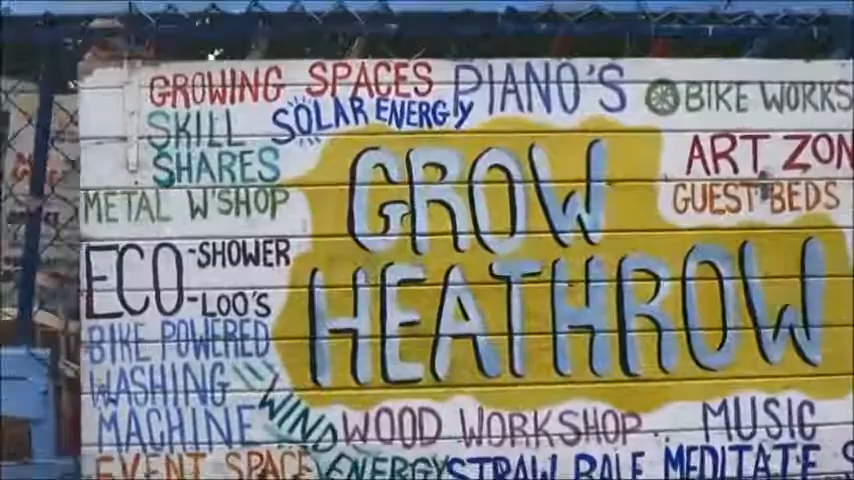 GROWING SPACES PIANO'S BIKE WORKS
SKILL SHARES SOLAR ENERGY
ART ZON
METAL W'SHOP GUEST BEDS
GROW
HEATHROW
ECO-SHOWER
-LOO'S
BIKE POWERED
WASHING
MACHINE WIND WOOD WORKSHOP MUSIC
EVENT SPACE ENERGY STRAW BALE MEDITATE